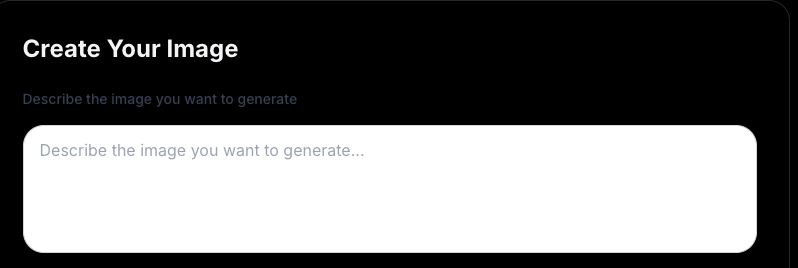 Create Your Image
Describe the image you want to generate
Describe the image you want to generate...